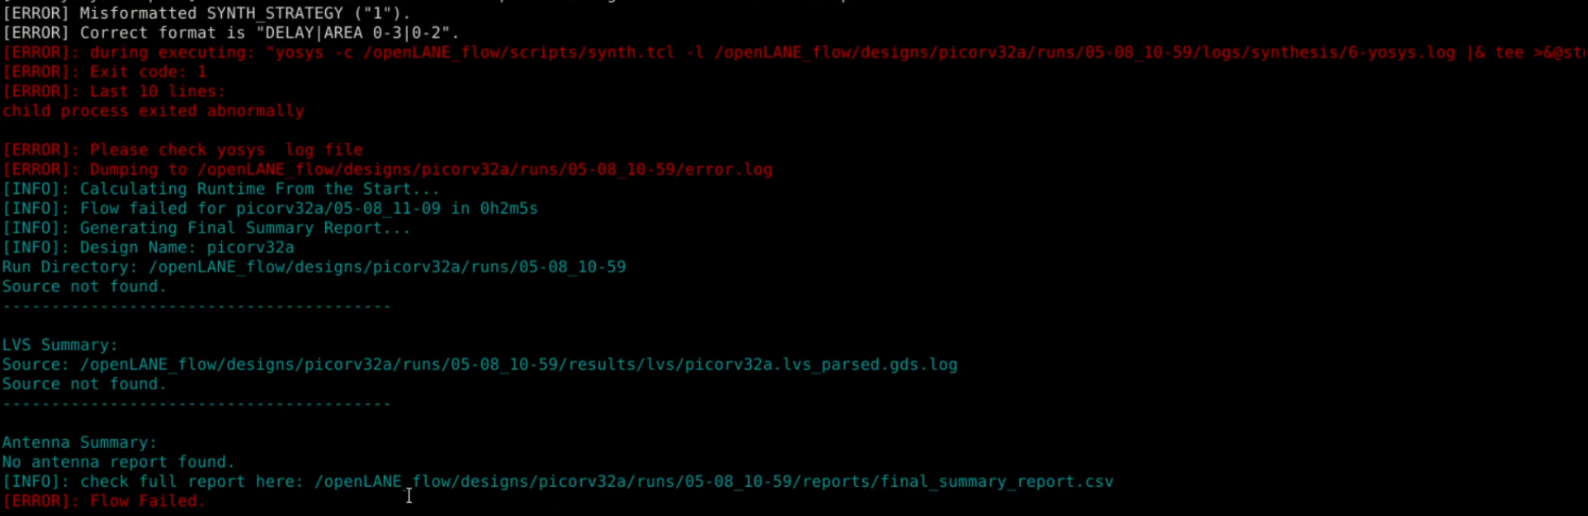 [ERROR] Misformatted SYNTH_STRATEGY ("1").
[ERROR] Correct format is "DELAY|AREA 0-3|0-2".
[ERROR]: during executing: "yosys -c /openLANE_flow/scripts/synth.tcl -l /openLANE_flow/designs/picorv32a/runs/05-08_10-59/logs/synthesis/6-yosys.log |& tee >&@st
[ERROR]: Exit code: 1
[ERROR]: Last 10 lines:
child process exited abnormally
[ERROR]: Please check yosys  log file
[ERROR]: Dumping to /openLANE_flow/designs/picorv32a/runs/05-08_10-59/error.log
[INFO]: Calculating Runtime From the Start...
[INFO]: Flow failed for picorv32a/05-08_11-09 in 0h2m5s
[INFO]: Generating Final Summary Report...
[INFO]: Design Name: picorv32a
Run Directory: /openLANE_flow/designs/picorv32a/runs/05-08_10-59
Source not found.
----------------------------------------
LVS Summary:
Source: /openLANE_flow/designs/picorv32a/runs/05-08_10-59/results/lvs/picorv32a.lvs_parsed.gds.log
Source not found.
----------------------------------------
Antenna Summary:
No antenna report found.
[INFO]: check full report here: /openLANE_flow/designs/picorv32a/runs/05-08_10-59/reports/final_summary_report.csv
[ERROR]: Flow Failed.